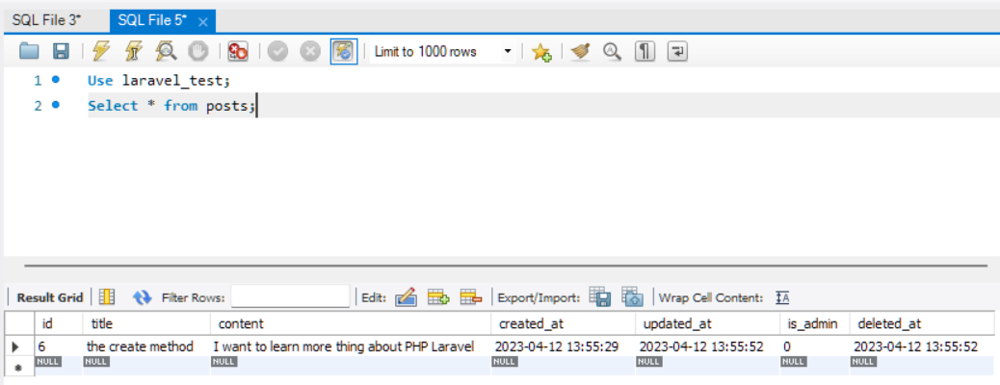 SQL File 3* SQL File 5* ×
Limit to 1000 rows
1 Use laravel_test;
2 Select * from posts;
Result Grid Filter Rows: Edit: Export/Import: Wrap Cell Content: IA
id title content created_at updated_at is_admin deleted_at
6 the create method I want to learn more thing about PHP Laravel 2023-04-12 13:55:29 2023-04-12 13:55:52 0 2023-04-12 13:55:52
NULL NULL NULL NULL NULL NULL NULL